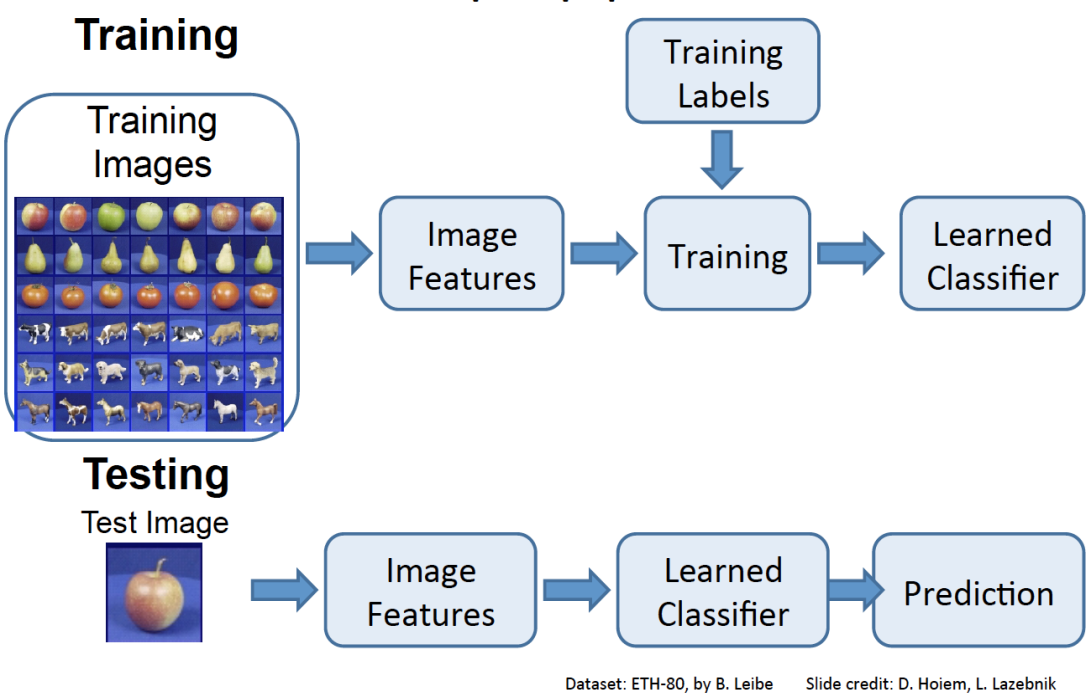 Training
Training
Labels
Training
Images
Image
Features
Training
Learned
Classifier
Testing
Test Image
Image
Features
Learned
Classifier
Prediction
Dataset: ETH-80, by B. Leibe
Slide credit: D. Hoiem, L. Lazebnik